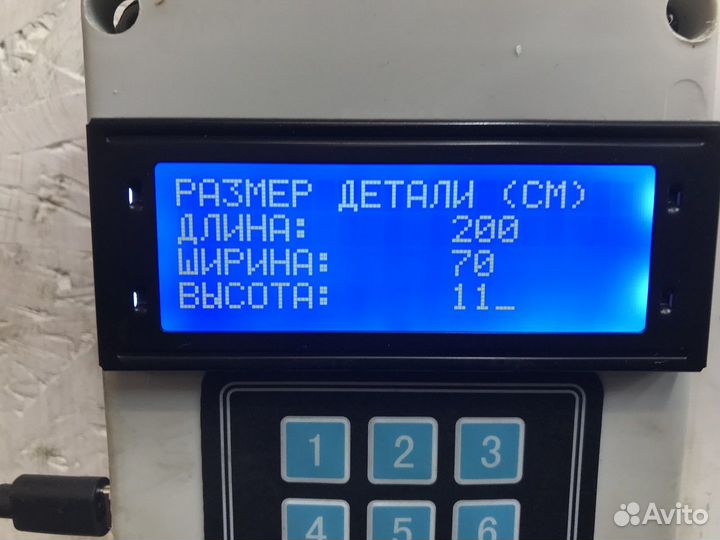 РАЗМЕР ДЕТАЛИ (СМ)
ДЛИНА: 200
ШИРИНА: 70
ВЫСОТА: 11_
1 2 3
4 5 6
Avito